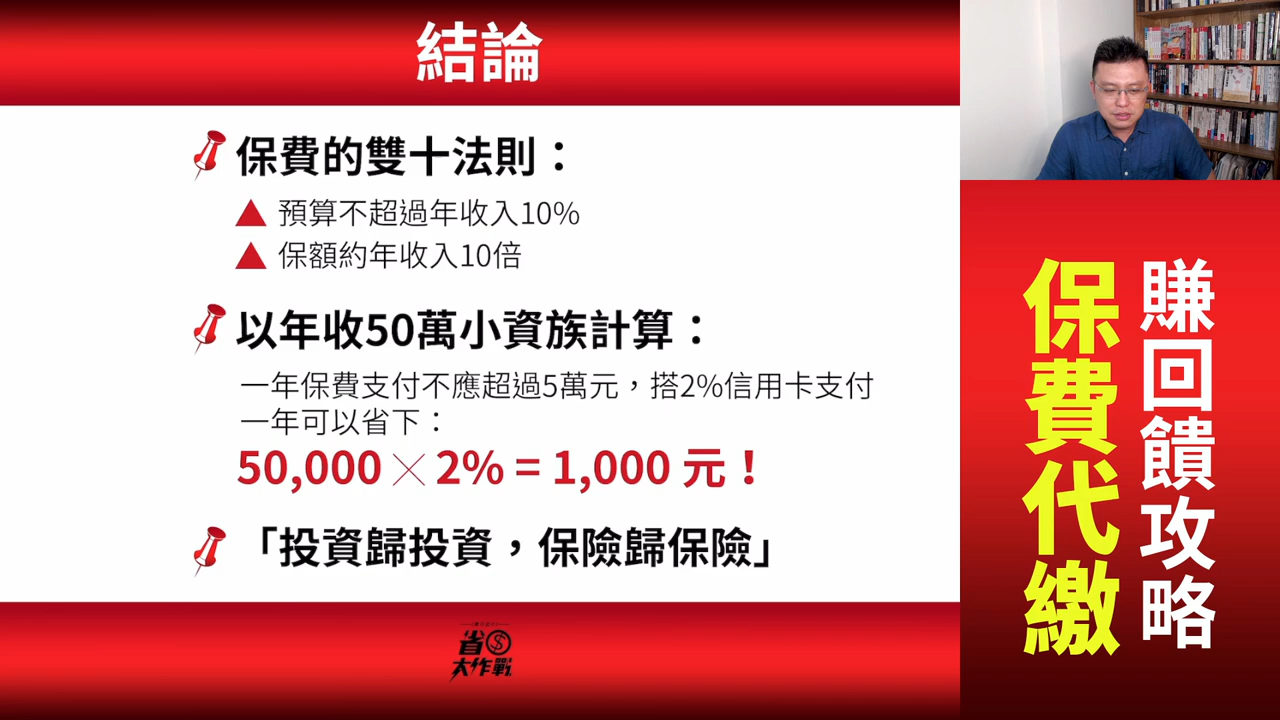 結論
保費的雙十法則：
▲ 預算不超過年收入10%
▲ 保額約年收入10倍
以年收50萬小資族計算：
一年保費支付不應超過5萬元，搭2%信用卡支付
一年可以省下：
50,000 × 2% = 1,000 元！
「投資歸投資，保險歸保險」
省
大作戰
賺回饋攻略
保費代繳